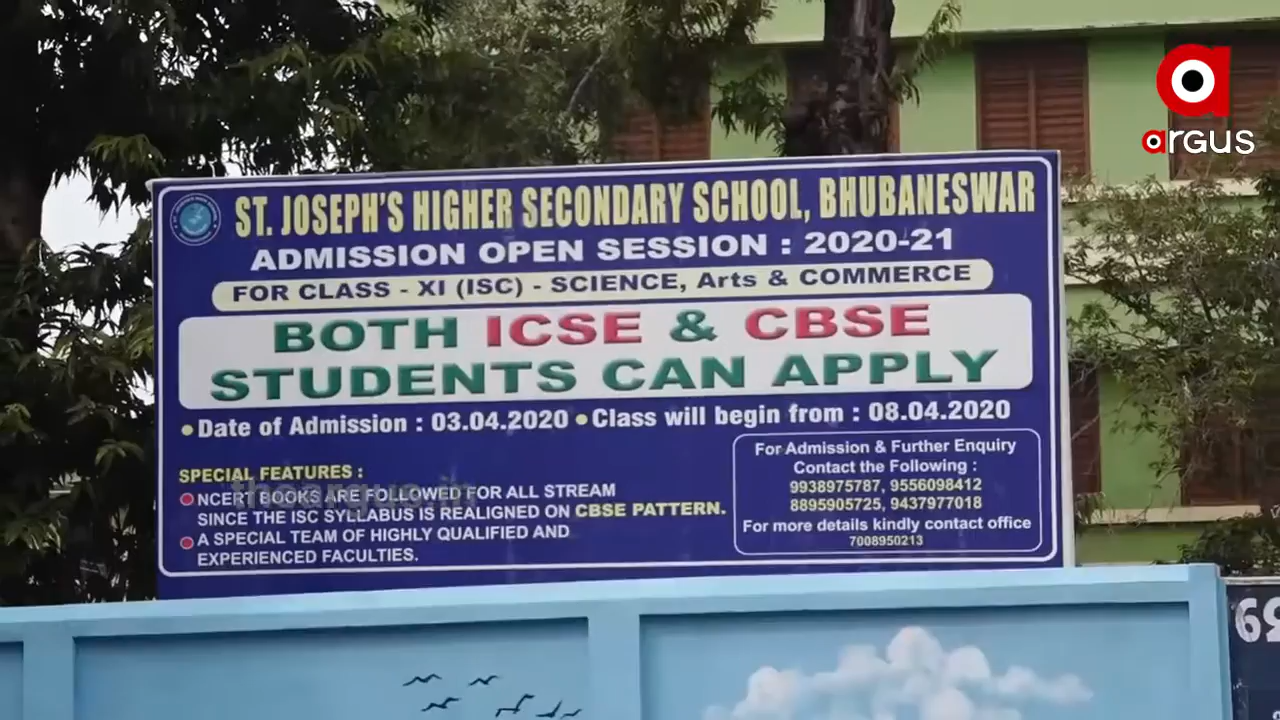 argus
ST. JOSEPH'S HIGHER SECONDARY SCHOOL, BHUBANESWAR
ADMISSION OPEN SESSION : 2020-21
FOR CLASS - XI (ISC) - SCIENCE, Arts & COMMERCE
BOTH ICSE & CBSE
STUDENTS CAN APPLY
• Date of Admission : 03.04.2020 • Class will begin from : 08.04.2020
SPECIAL FEATURES :
NCERT BOOKS ARE FOLLOWED FOR ALL STREAM
SINCE THE ISC SYLLABUS IS REALIGNED ON CBSE PATTERN.
A SPECIAL TEAM OF HIGHLY QUALIFIED AND
EXPERIENCED FACULTIES.
theargus.in
For Admission & Further Enquiry
Contact the Following :
9938975787, 9556098412
8895905725, 9437977018
For more details kindly contact office
7008950213